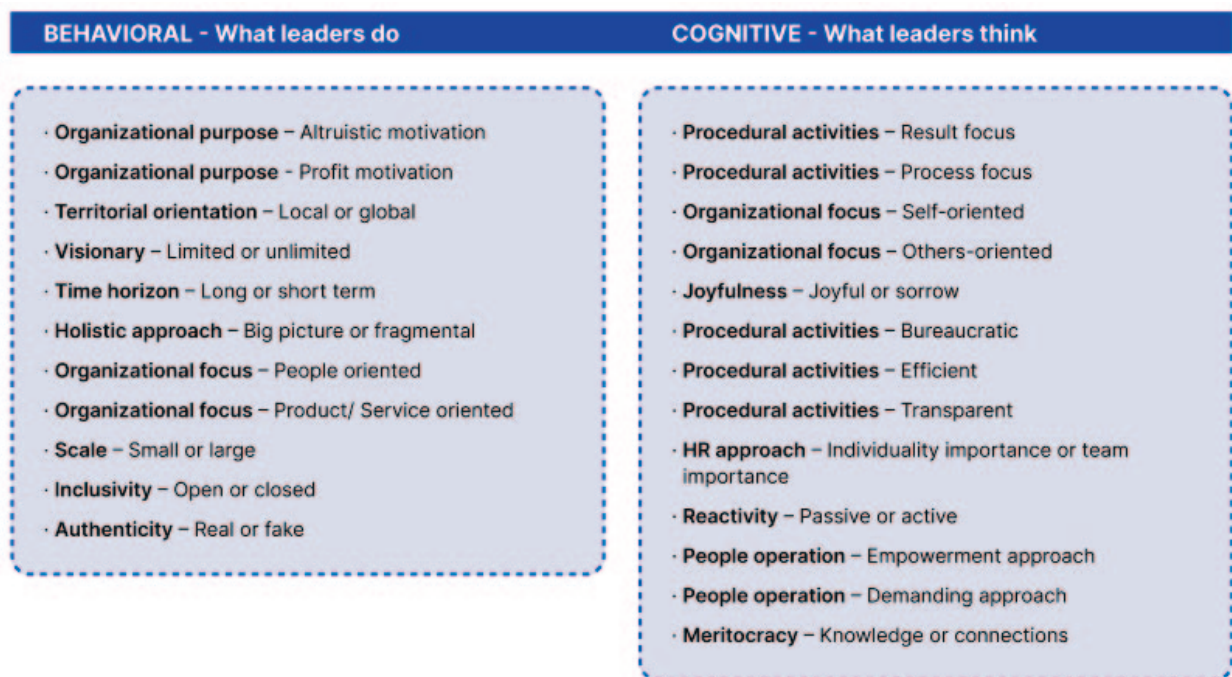 BEHAVIORAL - What leaders do
· Organizational purpose – Altruistic motivation
· Organizational purpose - Profit motivation
· Territorial orientation – Local or global
· Visionary – Limited or unlimited
· Time horizon – Long or short term
· Holistic approach – Big picture or fragmental
· Organizational focus – People oriented
· Organizational focus – Product/ Service oriented
· Scale – Small or large
· Inclusivity – Open or closed
· Authenticity – Real or fake
COGNITIVE - What leaders think
· Procedural activities – Result focus
· Procedural activities – Process focus
· Organizational focus – Self-oriented
· Organizational focus – Others-oriented
· Joyfulness – Joyful or sorrow
· Procedural activities – Bureaucratic
· Procedural activities – Efficient
· Procedural activities – Transparent
· HR approach – Individuality importance or team
importance
· Reactivity – Passive or active
· People operation – Empowerment approach
· People operation – Demanding approach
· Meritocracy – Knowledge or connections